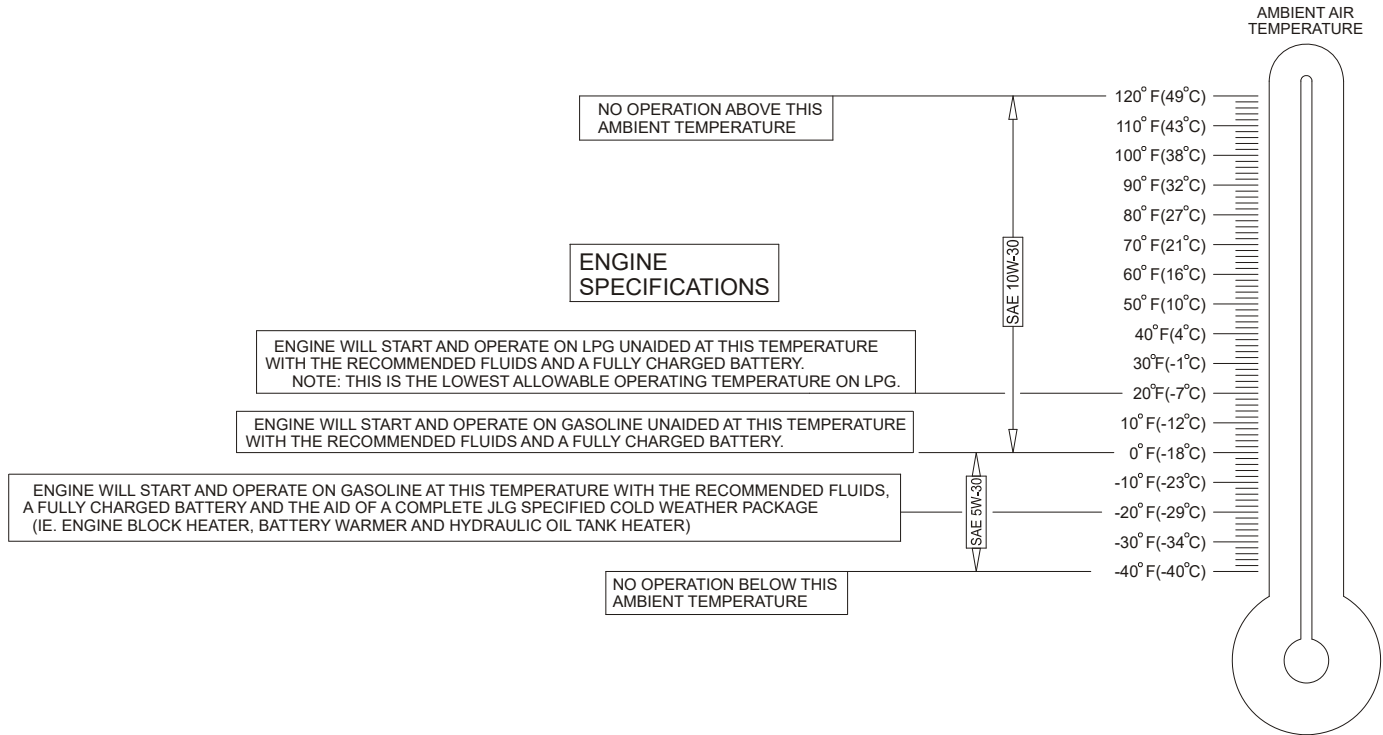 AMBIENT AIR
TEMPERATURE
NO OPERATION ABOVE THIS
AMBIENT TEMPERATURE
120° F(49°C)
110° F(43°C)
100° F(38°C)
90° F(32°C)
80° F(27°C)
70° F(21°C)
60° F(16°C)
50° F(10°C)
40°F(4°C)
30°F(-1°C)
20°F(-7°C)
10° F(-12°C)
0° F(-18°C)
-10° F(-23°C)
-20° F(-29°C)
-30° F(-34°C)
-40° F(-40°C)
SAE 10W-30
ENGINE
SPECIFICATIONS
ENGINE WILL START AND OPERATE ON LPG UNAIDED AT THIS TEMPERATURE
WITH THE RECOMMENDED FLUIDS AND A FULLY CHARGED BATTERY.
NOTE: THIS IS THE LOWEST ALLOWABLE OPERATING TEMPERATURE ON LPG.
ENGINE WILL START AND OPERATE ON GASOLINE UNAIDED AT THIS TEMPERATURE
WITH THE RECOMMENDED FLUIDS AND A FULLY CHARGED BATTERY.
SAE 5W-30
ENGINE WILL START AND OPERATE ON GASOLINE AT THIS TEMPERATURE WITH THE RECOMMENDED FLUIDS,
A FULLY CHARGED BATTERY AND THE AID OF A COMPLETE JLG SPECIFIED COLD WEATHER PACKAGE
(IE. ENGINE BLOCK HEATER, BATTERY WARMER AND HYDRAULIC OIL TANK HEATER)
NO OPERATION BELOW THIS
AMBIENT TEMPERATURE